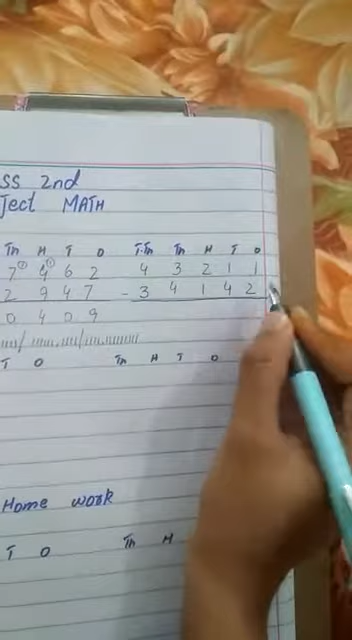 ss 2nd
ject MATH
Th H T O T.Th Th H T O
7 4 6 2 4 3 2 1 1
2 9 4 7 - 3 4 1 4 2
0 4 0 9
T O Th H T O
Home work
T O Th H